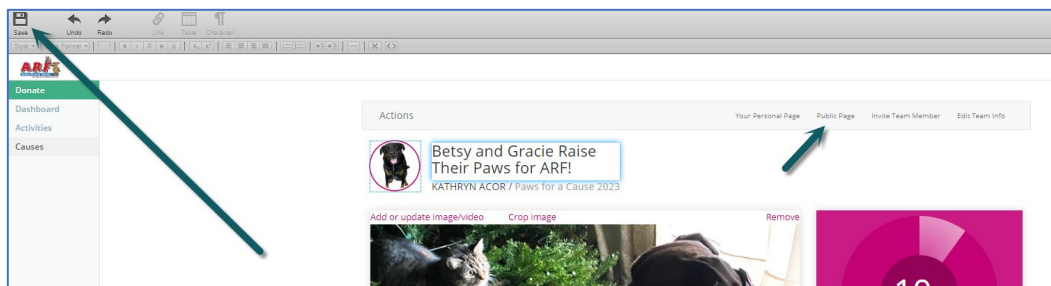 Save Undo Redo Link Table Character
Style Format
ARF
Donate
Dashboard
Activities
Causes
Actions Your Personal Page Public Page Invite Team Member Edit Team Info
Betsy and Gracie Raise
Their Paws for ARF!
KATHRYN ACOR / Paws for a Cause 2023
Add or update image/video Crop image Remove